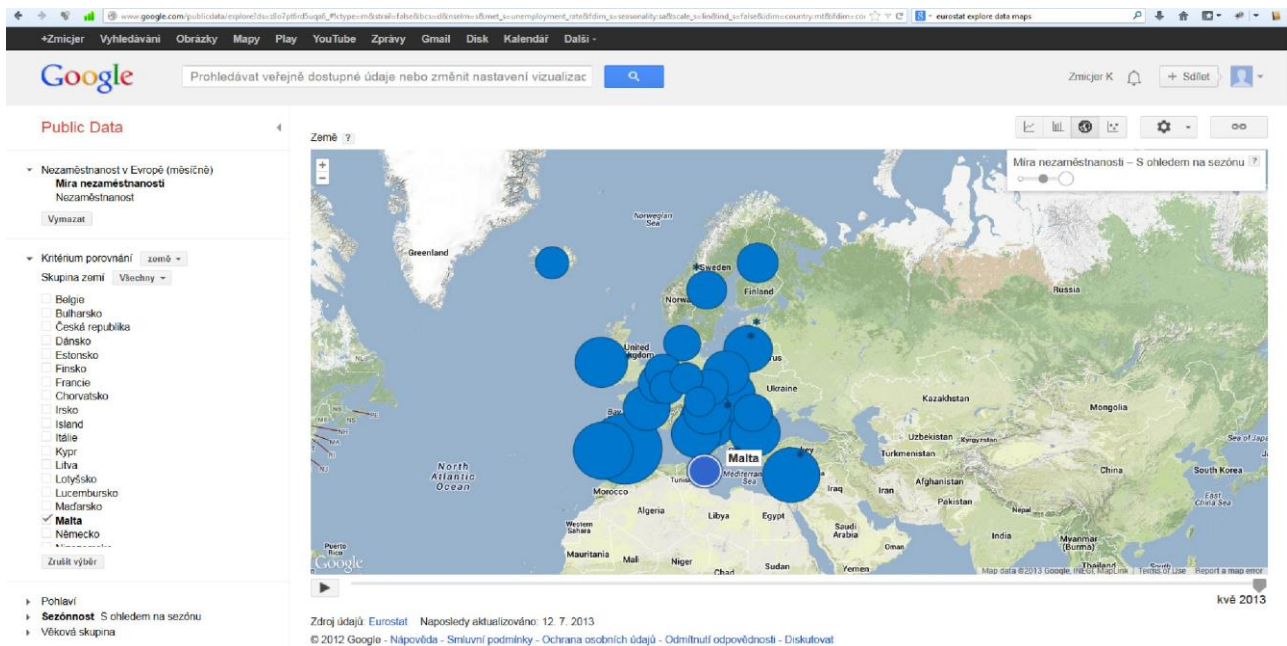 eurostat explore data maps
+Zmicjer Vyhledávání Obrázky Mapy Play YouTube Zprávy Gmail Disk Kalendář Další
Google
Prohledávat veřejně dostupné údaje nebo změnit nastavení vizualizac
Zmicjer K + Sdílet
Public Data
Nezaměstnanost v Evropě (měsíčně)
Míra nezaměstnanosti
Nezaměstnanost
Vymazat
Kritérium porovnání země
Skupina zemí Všechny
Belgie
Bulharsko
Česká republika
Dánsko
Estonsko
Finsko
Francie
Chorvatsko
Irsko
Island
Itálie
Kypr
Litva
Lotyšsko
Lucembursko
Maďarsko
Malta
Německo
Zrušit výběr
Pohlaví
Sezónnost S ohledem na sezónu
Věková skupina
Země ?
Míra nezaměstnanosti – S ohledem na sezónu ?
Norwegian
Sea
Greenland
Sweden
Finland
Russia
United
Ukraine
Kazakhstan
Mongolia
Uzbekistan Kyrgyzstan
Turkmenistan
North
Atlantic
Ocean
Malta
China
South Korea
Morocco
Iraq
Iran
Afghanistan
Pakistan
East
China Sea
Algeria
Libya
Egypt
Western
Sahara
Saudi
Arabia
Nepal
India
Myanmar
(Burma)
Oman
Puerto
Rico
Mauritania
Mali
Niger
Chad
Sudan
Yemen
Thailand
South
Google
Map data ©2013 Google, INEGI, MapLink Terms of Use Report a map error
kvě 2013
Zdroj údajů: Eurostat Naposledy aktualizováno: 12. 7. 2013
© 2012 Google - Nápověda - Smluvní podmínky - Ochrana osobních údajů - Odmítnutí odpovědnosti - Diskutovat